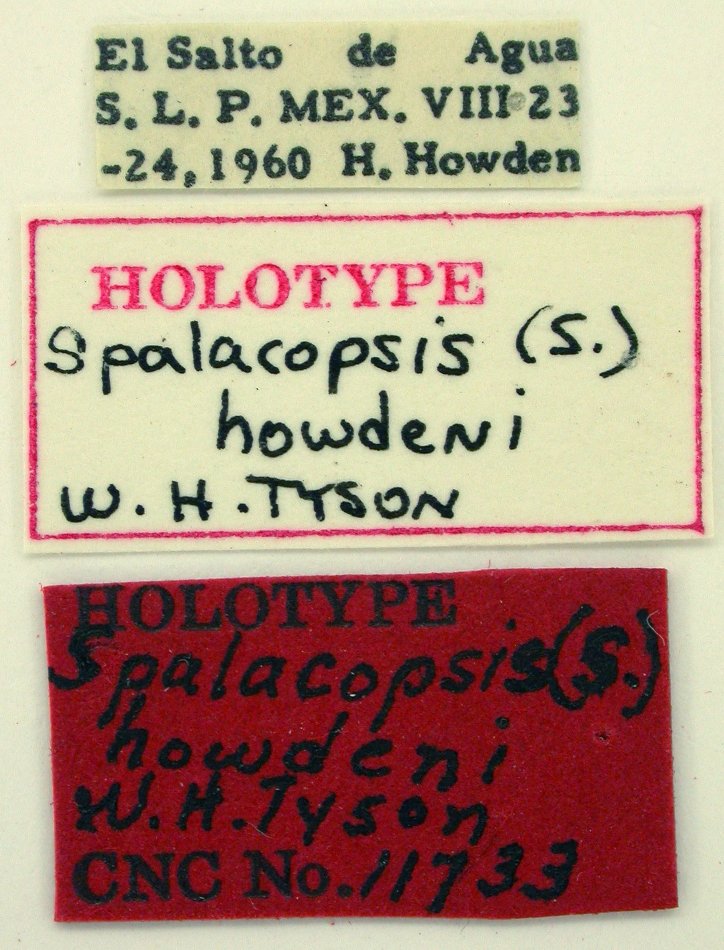 El Salto de Agua
S. L. P. MEX. VIII 23
-24, 1960 H. Howden
HOLOTYPE
Spalacopsis (S.)
howdeni
W. H. TYSON
HOLOTYPE
Spalacopsis (S.)
howdeni
W. H. Tyson
CNC No. 11733